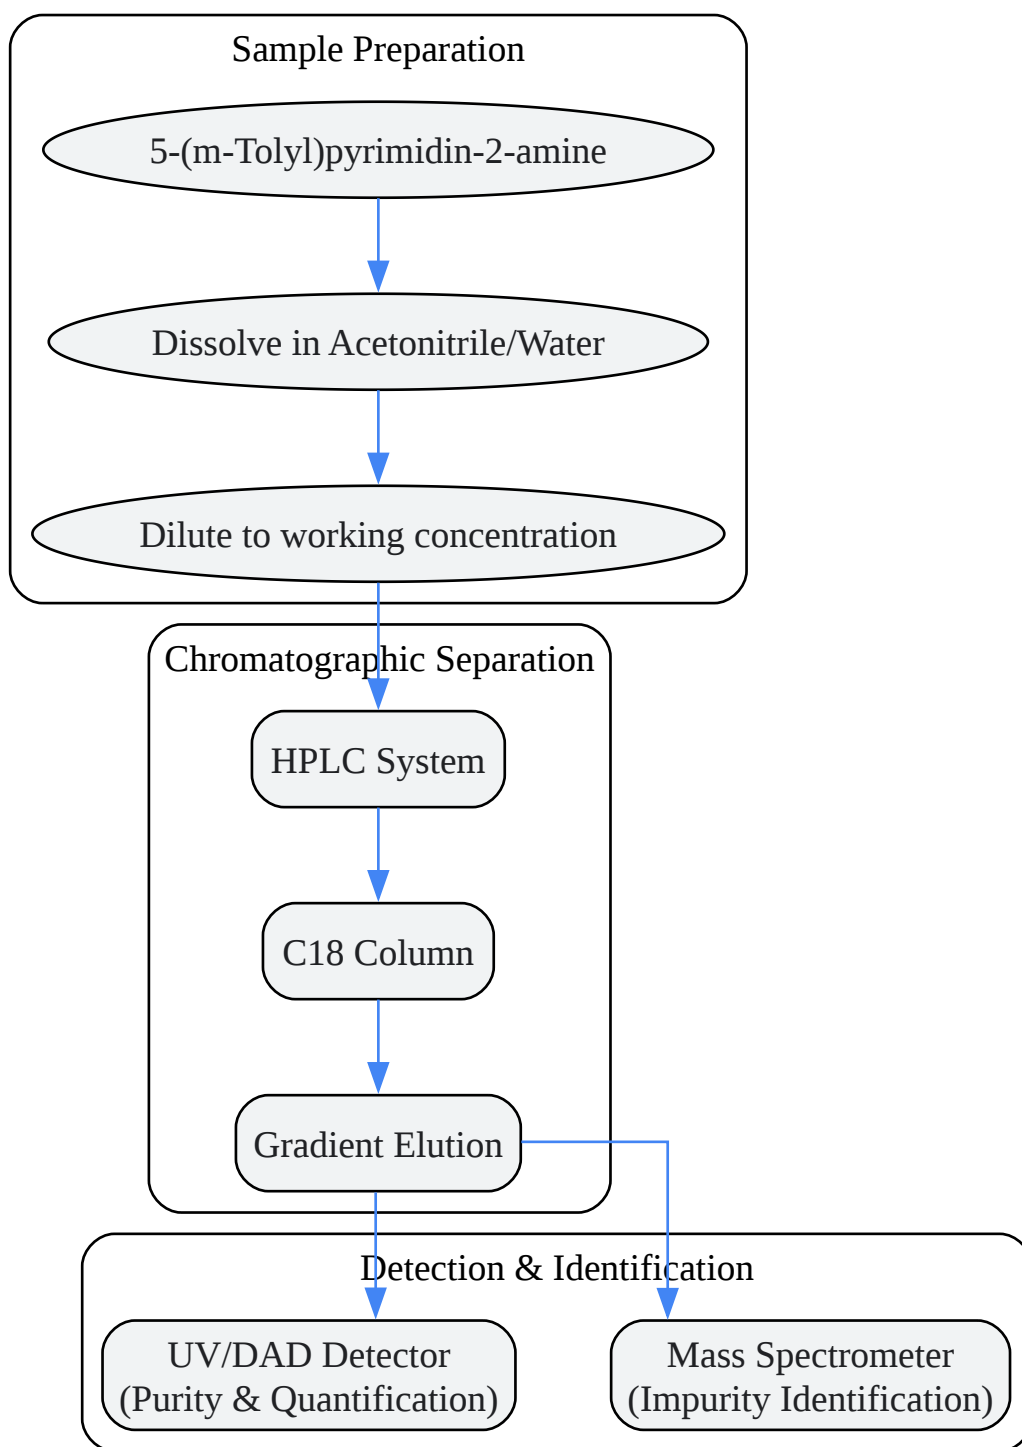 Sample Preparation
5-(m-Tolyl)pyrimidin-2-amine
Dissolve in Acetonitrile/Water
Dilute to working concentration
Chromatographic Separation
HPLC System
C18 Column
Gradient Elution
Detection & Identification
UV/DAD Detector
(Purity & Quantification)
Mass Spectrometer
(Impurity Identification)